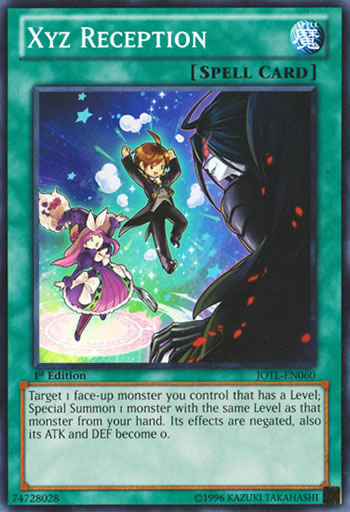 Xyz Reception
魔
[Spell Card]
1st Edition
JOTL-EN060
Target 1 face-up monster you control that has a Level;
Special Summon 1 monster with the same Level as that
monster from your hand. Its effects are negated, also
its ATK and DEF become 0.
74728028
©1996 KAZUKI TAKAHASHI